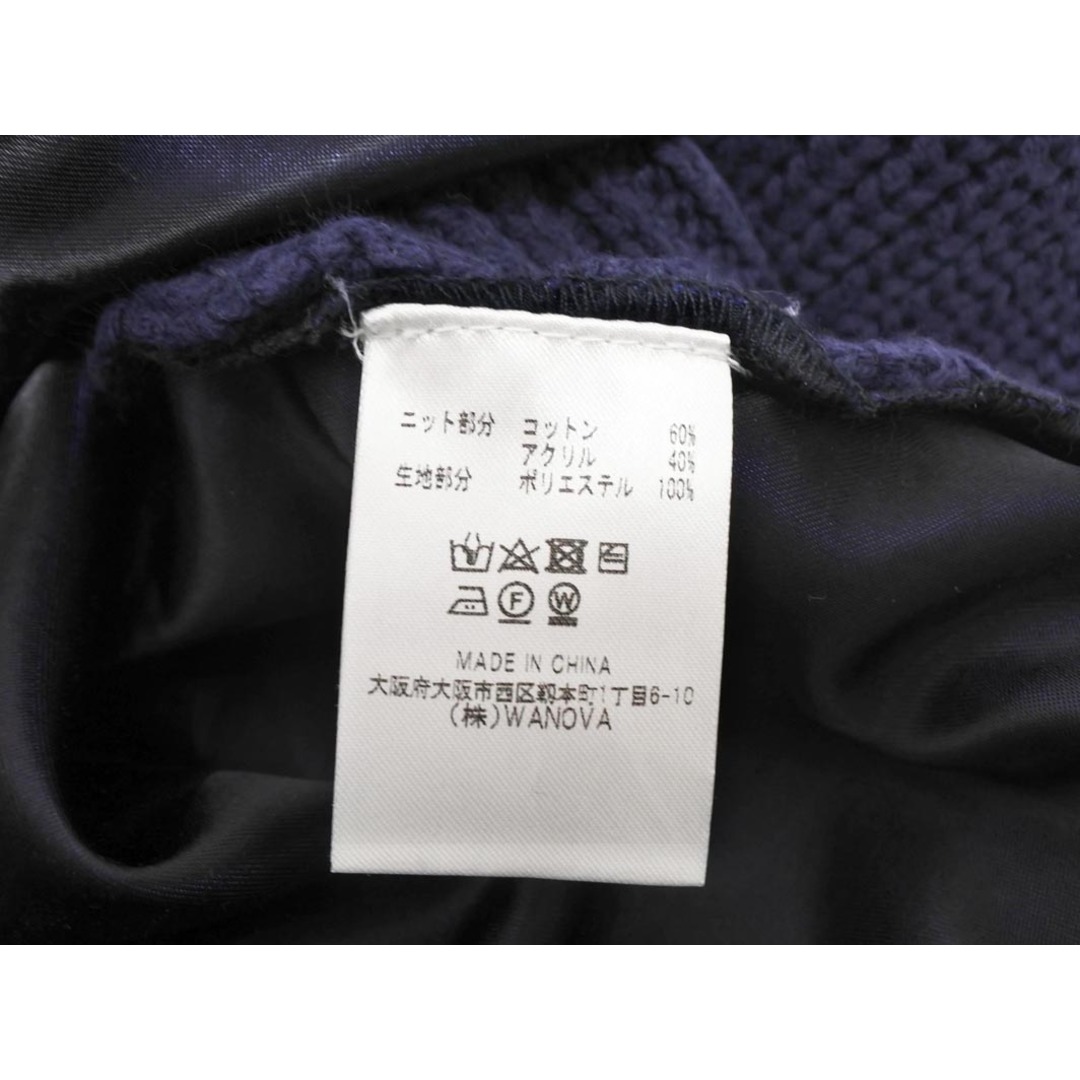 ニット部分 コットン 60%
アクリル 40%
生地部分 ポリエステル 100%
F W
MADE IN CHINA
大阪府大阪市西区靱本町1丁目6-10
(株)WANOVA